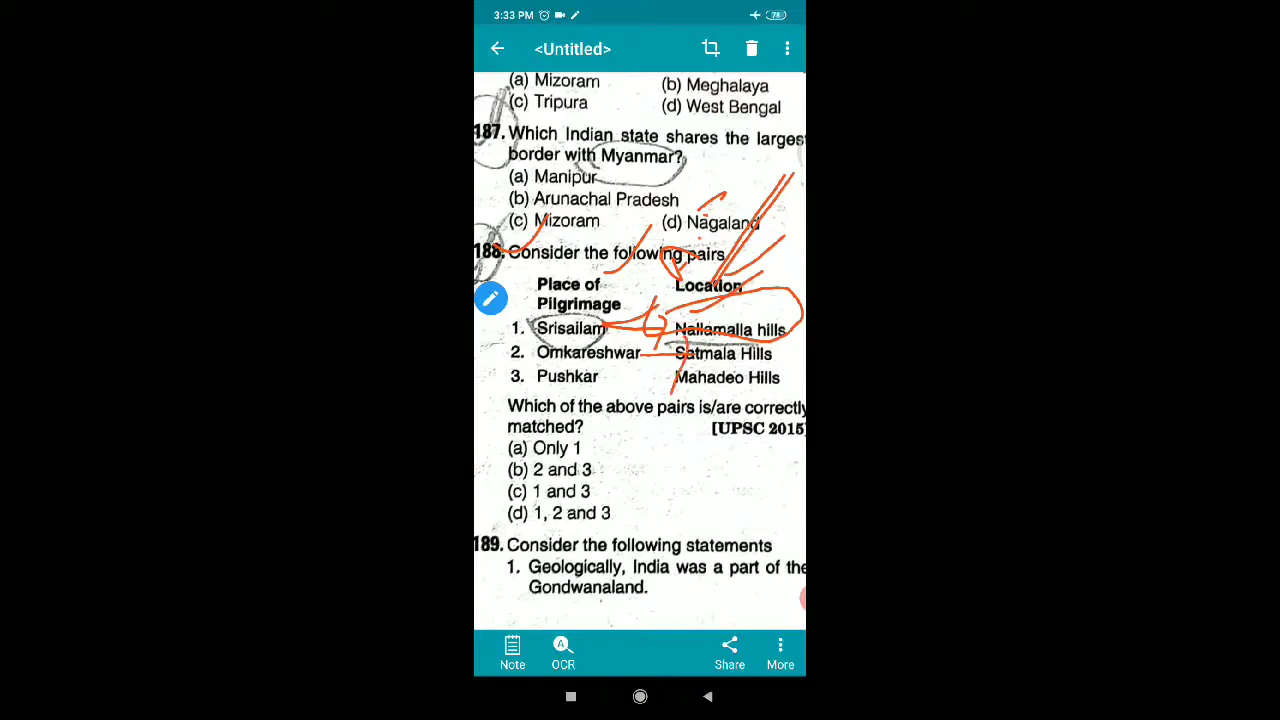 3:33 PM
78
<Untitled>
(a) Mizoram (b) Meghalaya
(c) Tripura (d) West Bengal
187. Which Indian state shares the largest
border with Myanmar?
(a) Manipur
(b) Arunachal Pradesh
(c) Mizoram (d) Nagaland
188. Consider the following pairs
Place of Location
Pilgrimage
1. Srisailam Nallamalla hills
2. Omkareshwar Satmala Hills
3. Pushkar Mahadeo Hills
Which of the above pairs is/are correctly
matched? [UPSC 2015]
(a) Only 1
(b) 2 and 3
(c) 1 and 3
(d) 1, 2 and 3
189. Consider the following statements
1. Geologically, India was a part of the
Gondwanaland.
Note OCR Share More